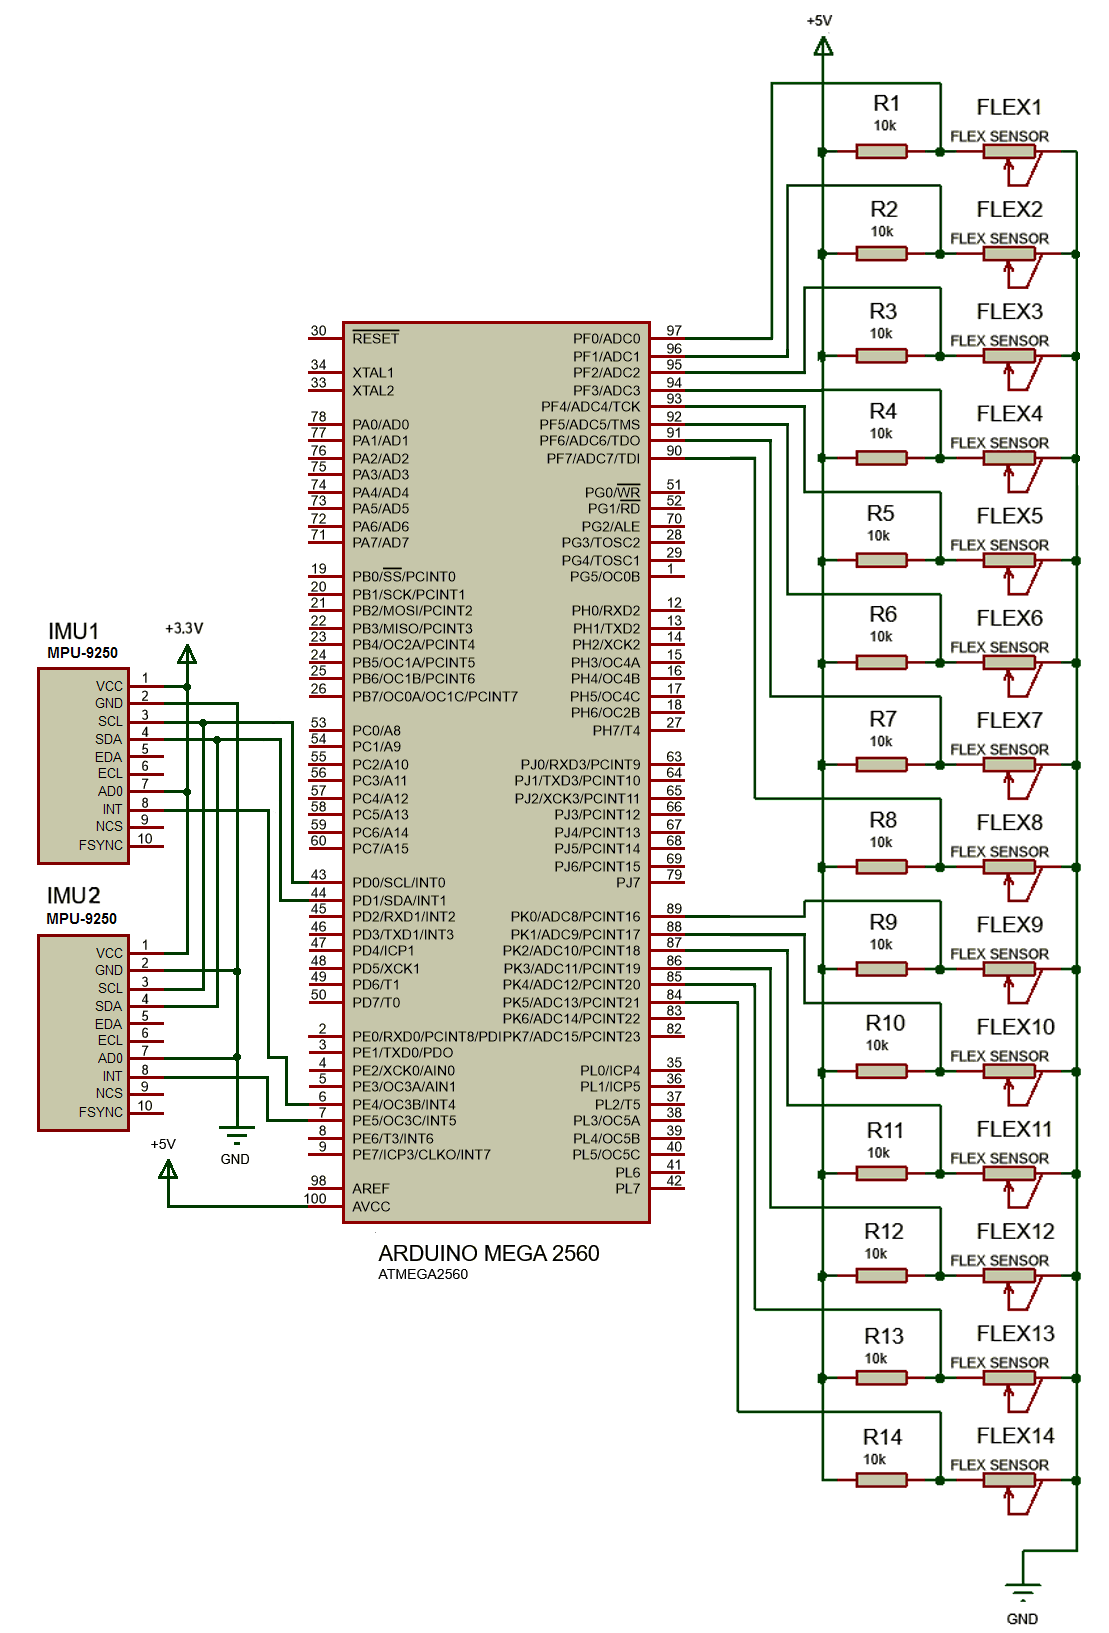 +5V
R1
10k
FLEX1
FLEX SENSOR
R2
10k
FLEX2
FLEX SENSOR
R3
10k
FLEX3
FLEX SENSOR
R4
10k
FLEX4
FLEX SENSOR
R5
10k
FLEX5
FLEX SENSOR
R6
10k
FLEX6
FLEX SENSOR
R7
10k
FLEX7
FLEX SENSOR
R8
10k
FLEX8
FLEX SENSOR
R9
10k
FLEX9
FLEX SENSOR
R10
10k
FLEX10
FLEX SENSOR
R11
10k
FLEX11
FLEX SENSOR
R12
10k
FLEX12
FLEX SENSOR
R13
10k
FLEX13
FLEX SENSOR
R14
10k
FLEX14
FLEX SENSOR
GND
30 RESET
34 XTAL1
33 XTAL2
78 PA0/AD0
77 PA1/AD1
76 PA2/AD2
75 PA3/AD3
74 PA4/AD4
73 PA5/AD5
72 PA6/AD6
71 PA7/AD7
19 PB0/SS/PCINT0
20 PB1/SCK/PCINT1
21 PB2/MOSI/PCINT2
22 PB3/MISO/PCINT3
23 PB4/OC2A/PCINT4
24 PB5/OC1A/PCINT5
25 PB6/OC1B/PCINT6
26 PB7/OC0A/OC1C/PCINT7
53 PC0/A8
54 PC1/A9
55 PC2/A10
56 PC3/A11
57 PC4/A12
58 PC5/A13
59 PC6/A14
60 PC7/A15
43 PD0/SCL/INT0
44 PD1/SDA/INT1
45 PD2/RXD1/INT2
46 PD3/TXD1/INT3
47 PD4/ICP1
48 PD5/XCK1
49 PD6/T1
50 PD7/T0
2 PE0/RXD0/PCINT8/PDI
3 PE1/TXD0/PDO
4 PE2/XCK0/AIN0
5 PE3/OC3A/AIN1
6 PE4/OC3B/INT4
7 PE5/OC3C/INT5
8 PE6/T3/INT6
9 PE7/ICP3/CLKO/INT7
98 AREF
100 AVCC
PF0/ADC0 97
PF1/ADC1 96
PF2/ADC2 95
PF3/ADC3 94
PF4/ADC4/TCK 93
PF5/ADC5/TMS 92
PF6/ADC6/TDO 91
PF7/ADC7/TDI 90
PG0/WR 51
PG1/RD 52
PG2/ALE 70
PG3/TOSC2 28
PG4/TOSC1 29
PG5/OC0B 1
PH0/RXD2 12
PH1/TXD2 13
PH2/XCK2 14
PH3/OC4A 15
PH4/OC4B 16
PH5/OC4C 17
PH6/OC2B 18
PH7/T4 27
PJ0/RXD3/PCINT9 63
PJ1/TXD3/PCINT10 64
PJ2/XCK3/PCINT11 65
PJ3/PCINT12 66
PJ4/PCINT13 67
PJ5/PCINT14 68
PJ6/PCINT15 69
PJ7 79
PK0/ADC8/PCINT16 89
PK1/ADC9/PCINT17 88
PK2/ADC10/PCINT18 87
PK3/ADC11/PCINT19 86
PK4/ADC12/PCINT20 85
PK5/ADC13/PCINT21 84
PK6/ADC14/PCINT22 83
PK7/ADC15/PCINT23 82
PL0/ICP4 35
PL1/ICP5 36
PL2/T5 37
PL3/OC5A 38
PL4/OC5B 39
PL5/OC5C 40
PL6 41
PL7 42
ARDUINO MEGA 2560
ATMEGA2560
IMU1
MPU-9250
+3.3V
VCC 1
GND 2
SCL 3
SDA 4
EDA 5
ECL 6
AD0 7
INT 8
NCS 9
FSYNC 10
IMU2
MPU-9250
VCC 1
GND 2
SCL 3
SDA 4
EDA 5
ECL 6
AD0 7
INT 8
NCS 9
FSYNC 10
+5V
GND